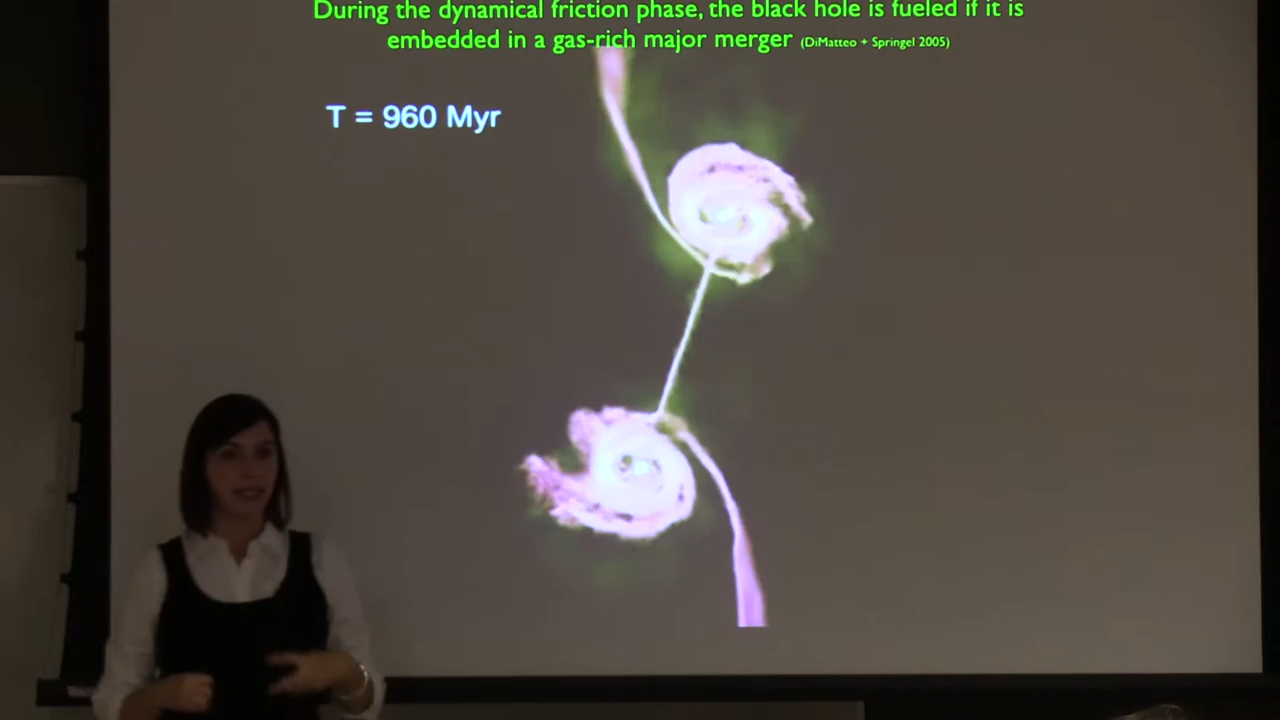 During the dynamical friction phase, the black hole is fueled if it is
embedded in a gas-rich major merger (DiMatteo + Springel 2005)
T = 960 Myr